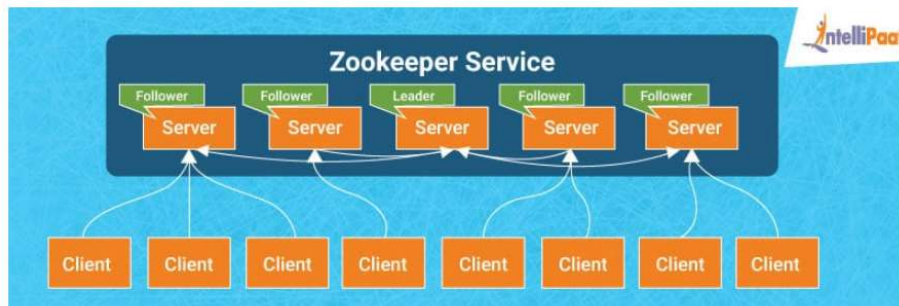 IntelliPaat
Zookeeper Service
Follower Follower Leader Follower Follower
Server Server Server Server Server
Client Client Client Client Client Client Client Client